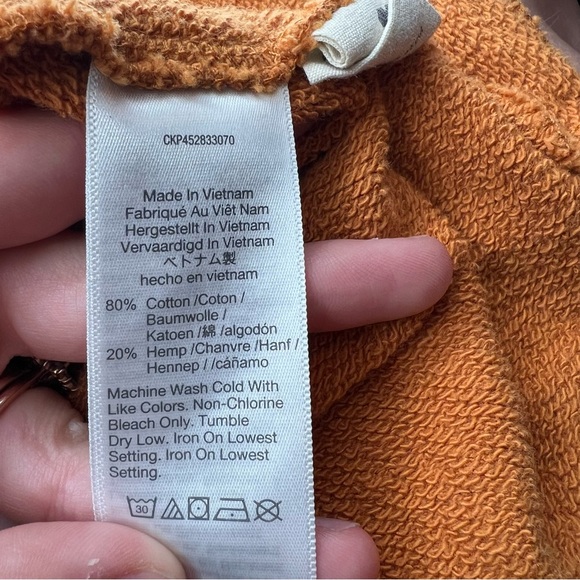 CKP452833070
Made In Vietnam
Fabriqué Au Viêt Nam
Hergestellt In Vietnam
Vervaardigd In Vietnam
ベトナム製
hecho en vietnam
80% Cotton /Coton /
Baumwolle /
Katoen /綿 /algodón
20% Hemp /Chanvre /Hanf /
Hennep / /cáñamo
Machine Wash Cold With
Like Colors. Non-Chlorine
Bleach Only. Tumble
Dry Low. Iron On Lowest
Setting. Iron On Lowest
Setting.
30